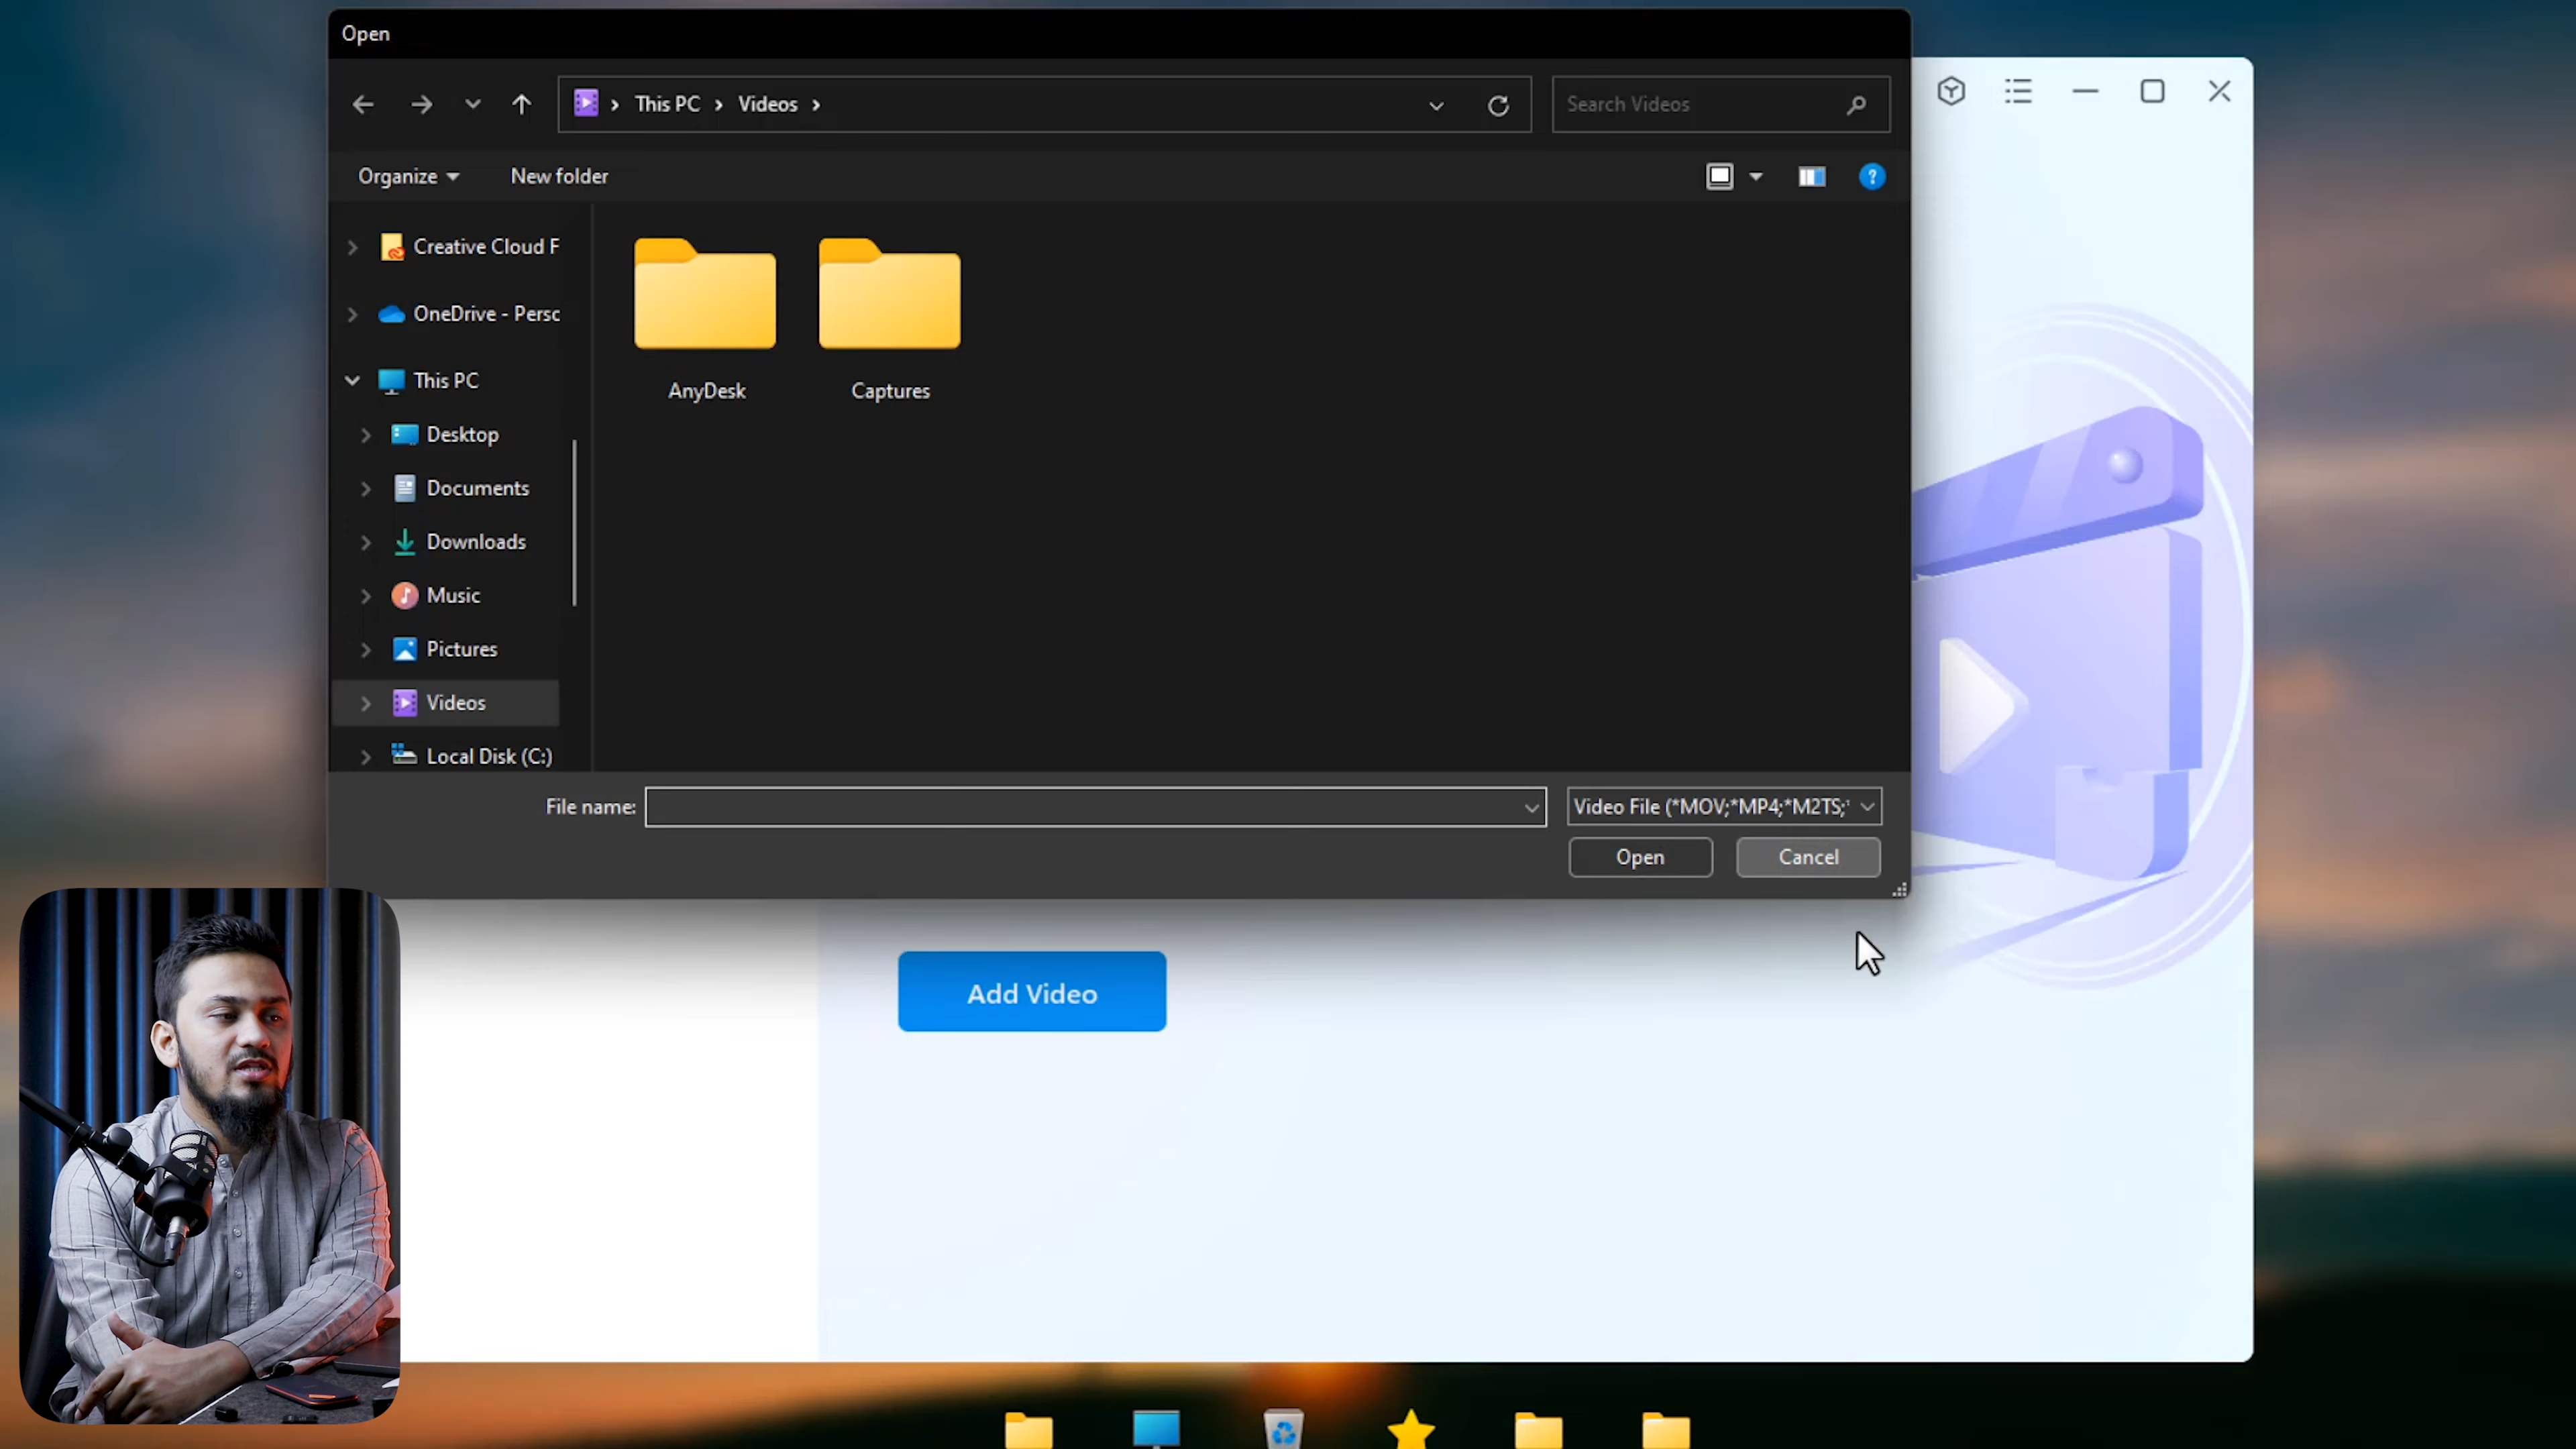 Open
This PC
Videos
Search Videos
Organize
New folder
Creative Cloud F
OneDrive - Perso
This PC
Desktop
Documents
Downloads
Music
Pictures
Videos
Local Disk (C:)
AnyDesk
Captures
File name:
Video File (*MOV;*MP4;*M2TS;
Open
Cancel
Add Video